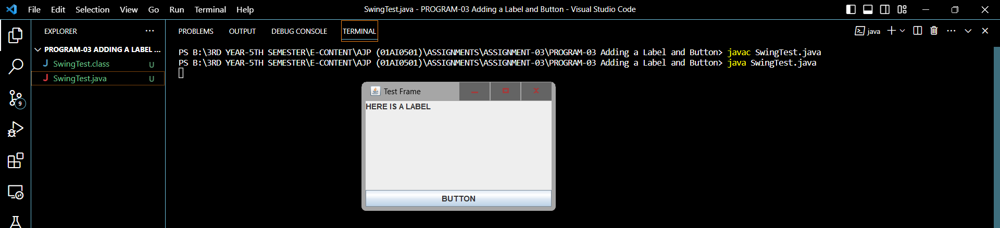 File Edit Selection View Go Run Terminal Help
SwingTest.java - PROGRAM-03 Adding a Label and Button - Visual Studio Code
EXPLORER ···
PROGRAM-03 ADDING A LABEL ...
J SwingTest.class U
J SwingTest.java U
9
PROBLEMS OUTPUT DEBUG CONSOLE TERMINAL
java
PS B:\3RD YEAR-5TH SEMESTER\E-CONTENT\AJP (01AI0501)\ASSIGNMENTS\ASSIGNMENT-03\PROGRAM-03 Adding a Label and Button> javac SwingTest.java
PS B:\3RD YEAR-5TH SEMESTER\E-CONTENT\AJP (01AI0501)\ASSIGNMENTS\ASSIGNMENT-03\PROGRAM-03 Adding a Label and Button> java SwingTest.java
Test Frame
HERE IS A LABEL
BUTTON